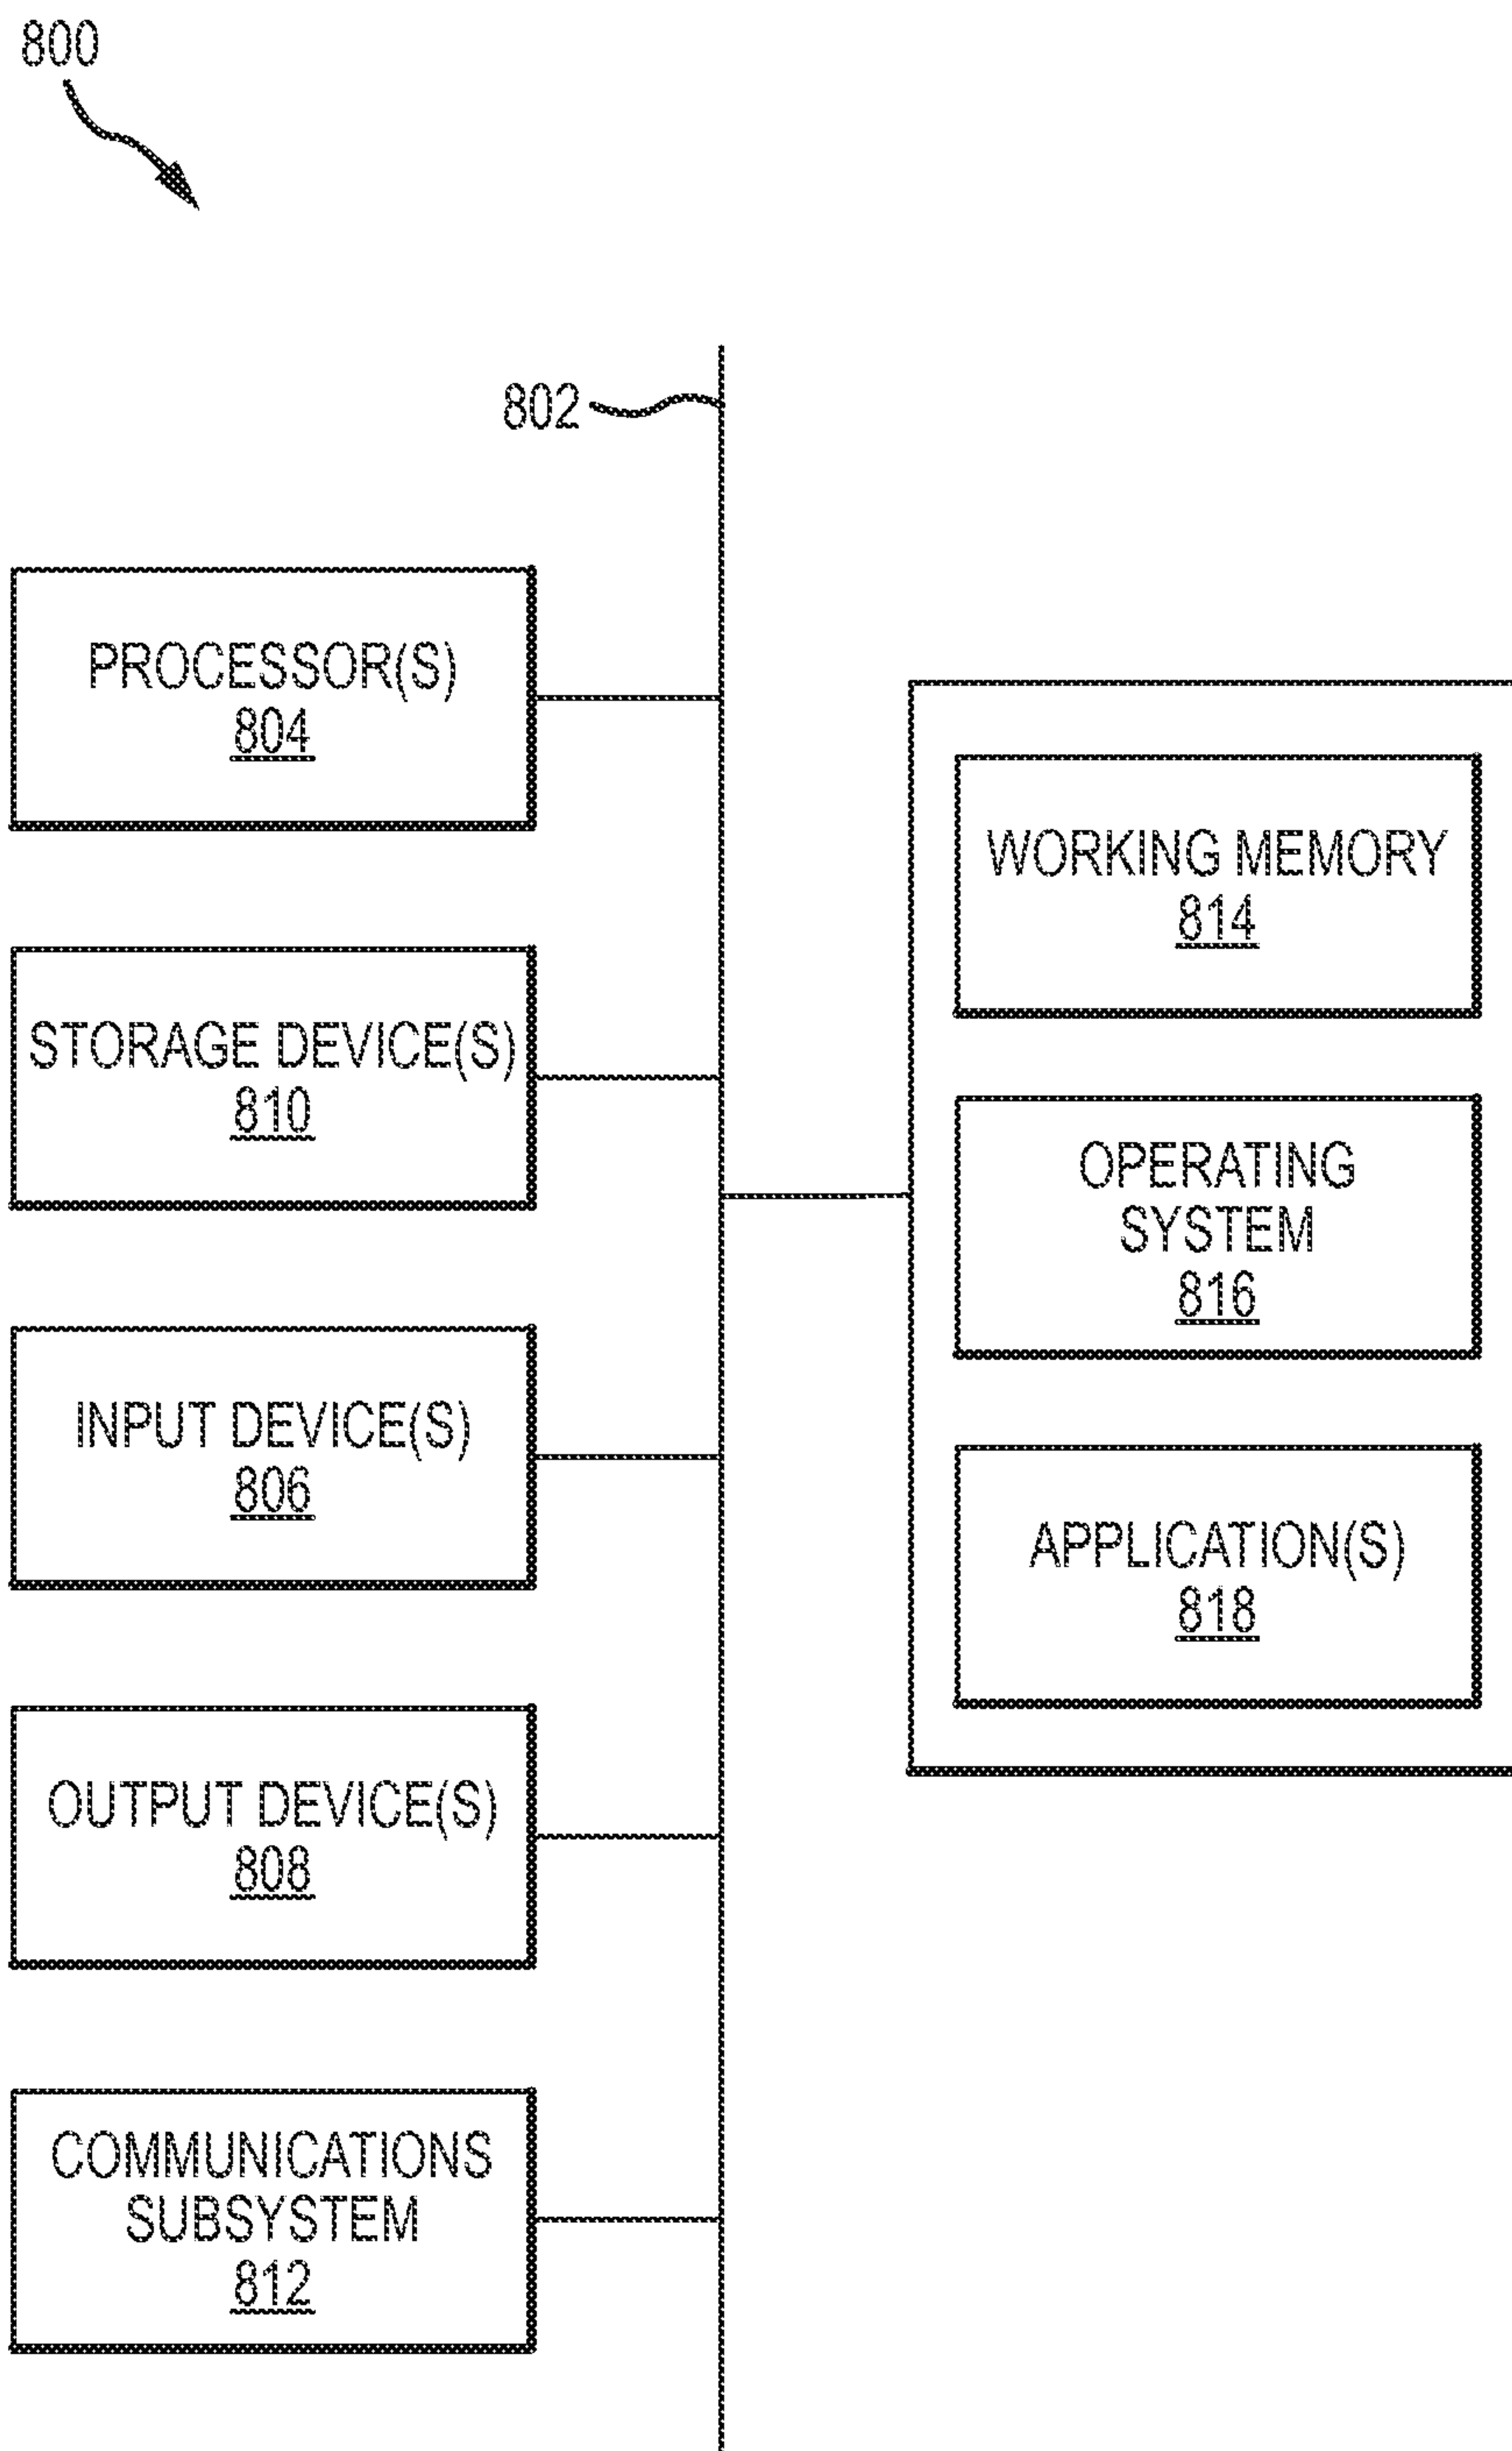 800
802
PROCESSOR(S)
804
STORAGE DEVICE(S)
810
INPUT DEVICE(S)
806
OUTPUT DEVICE(S)
808
COMMUNICATIONS
SUBSYSTEM
812
WORKING MEMORY
814
OPERATING
SYSTEM
816
APPLICATION(S)
818